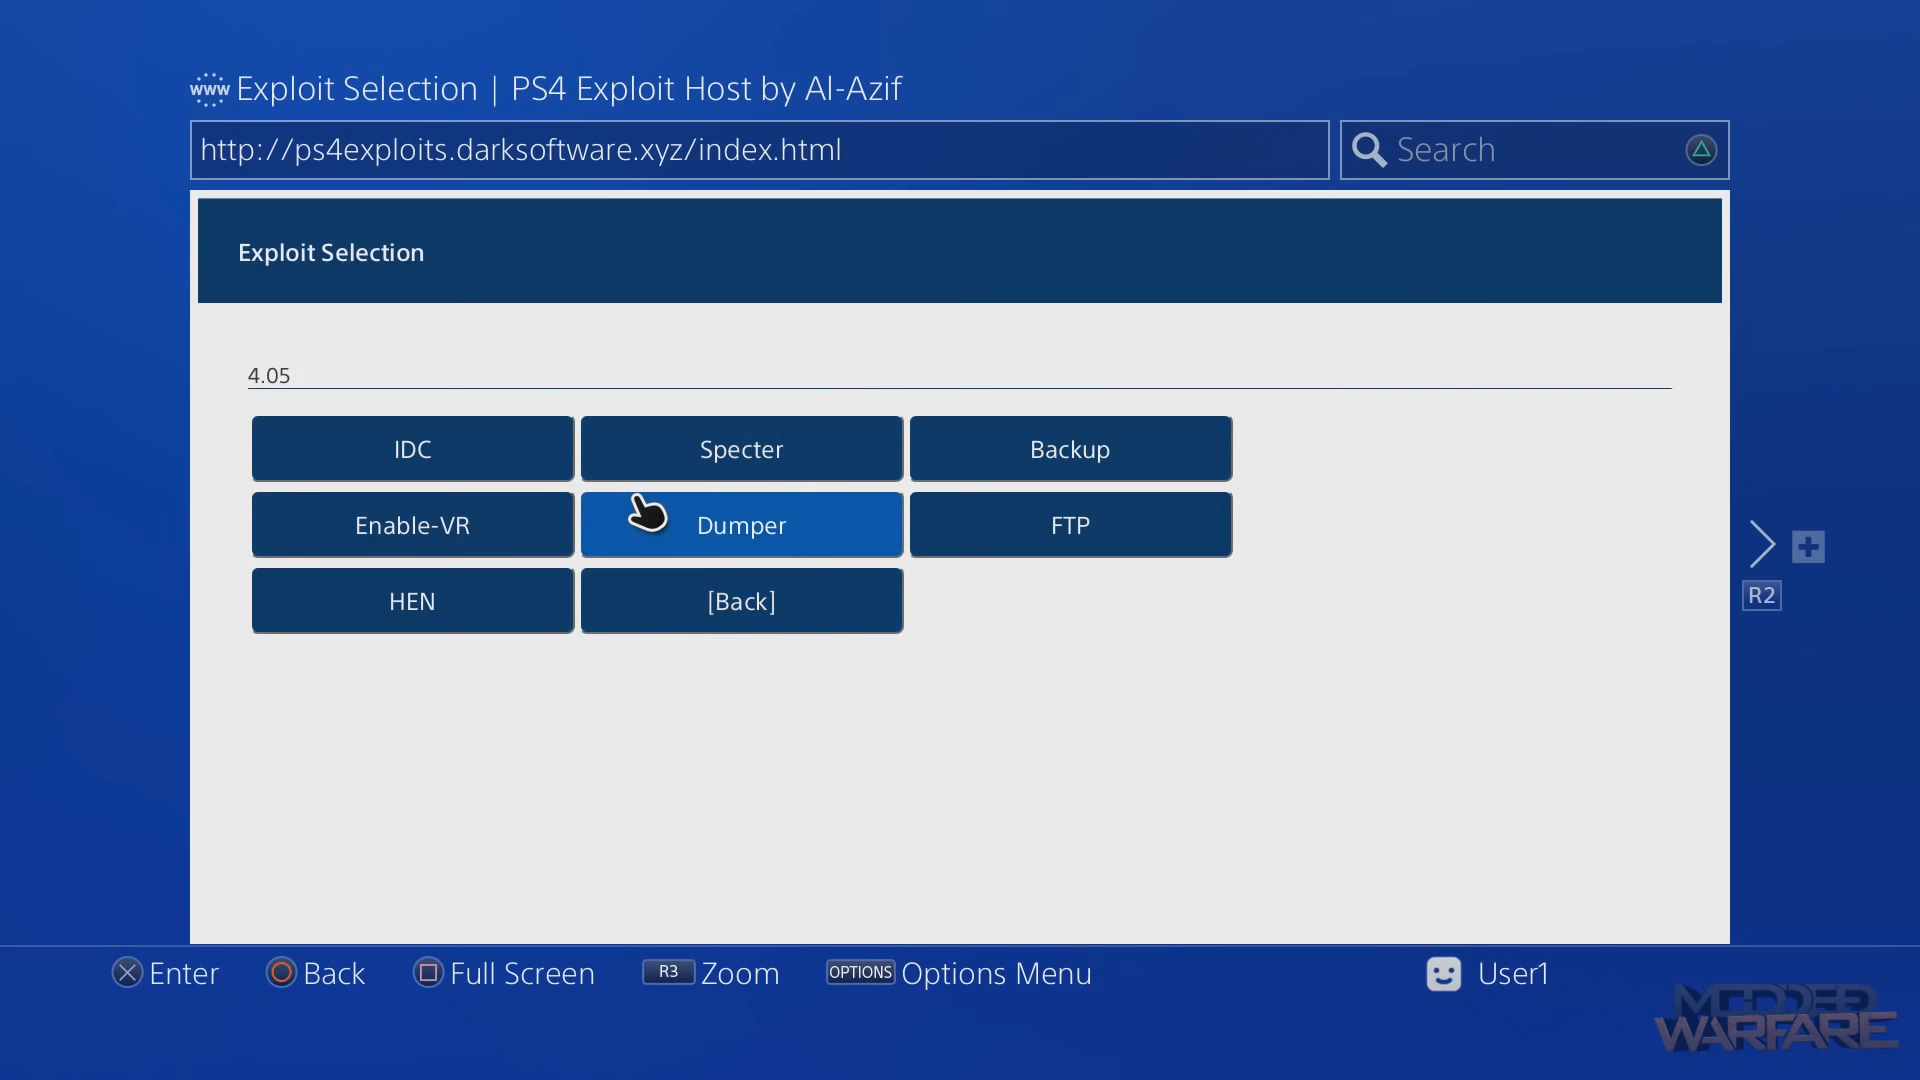 www Exploit Selection | PS4 Exploit Host by Al-Azif
http://ps4exploits.darksoftware.xyz/index.html
Search
Exploit Selection
4.05
IDC Specter Backup
Enable-VR Dumper FTP
HEN [Back]
R2
Enter Back Full Screen R3 Zoom OPTIONS Options Menu User1
MODDED
WARFARE